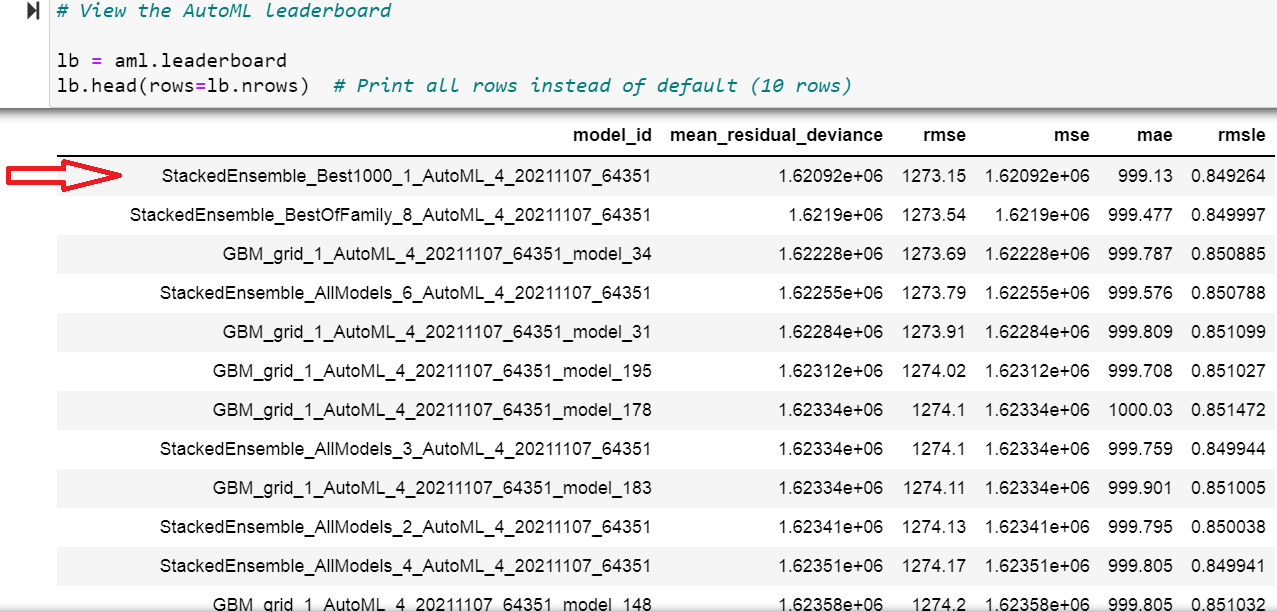 # View the AutoML leaderboard
lb = aml.leaderboard
lb.head(rows=lb.nrows)  # Print all rows instead of default (10 rows)
model_id mean_residual_deviance rmse mse mae rmsle
StackedEnsemble_Best1000_1_AutoML_4_20211107_64351 1.62092e+06 1273.15 1.62092e+06 999.13 0.849264
StackedEnsemble_BestOfFamily_8_AutoML_4_20211107_64351 1.6219e+06 1273.54 1.6219e+06 999.477 0.849997
GBM_grid_1_AutoML_4_20211107_64351_model_34 1.62228e+06 1273.69 1.62228e+06 999.787 0.850885
StackedEnsemble_AllModels_6_AutoML_4_20211107_64351 1.62255e+06 1273.79 1.62255e+06 999.576 0.850788
GBM_grid_1_AutoML_4_20211107_64351_model_31 1.62284e+06 1273.91 1.62284e+06 999.809 0.851099
GBM_grid_1_AutoML_4_20211107_64351_model_195 1.62312e+06 1274.02 1.62312e+06 999.708 0.851027
GBM_grid_1_AutoML_4_20211107_64351_model_178 1.62334e+06 1274.1 1.62334e+06 1000.03 0.851472
StackedEnsemble_AllModels_3_AutoML_4_20211107_64351 1.62334e+06 1274.1 1.62334e+06 999.759 0.849944
GBM_grid_1_AutoML_4_20211107_64351_model_183 1.62334e+06 1274.11 1.62334e+06 999.901 0.851005
StackedEnsemble_AllModels_2_AutoML_4_20211107_64351 1.62341e+06 1274.13 1.62341e+06 999.795 0.850038
StackedEnsemble_AllModels_4_AutoML_4_20211107_64351 1.62351e+06 1274.17 1.62351e+06 999.805 0.849941
GBM_grid_1_AutoML_4_20211107_64351_model_148 1.62358e+06 1274.2 1.62358e+06 999.805 0.851032